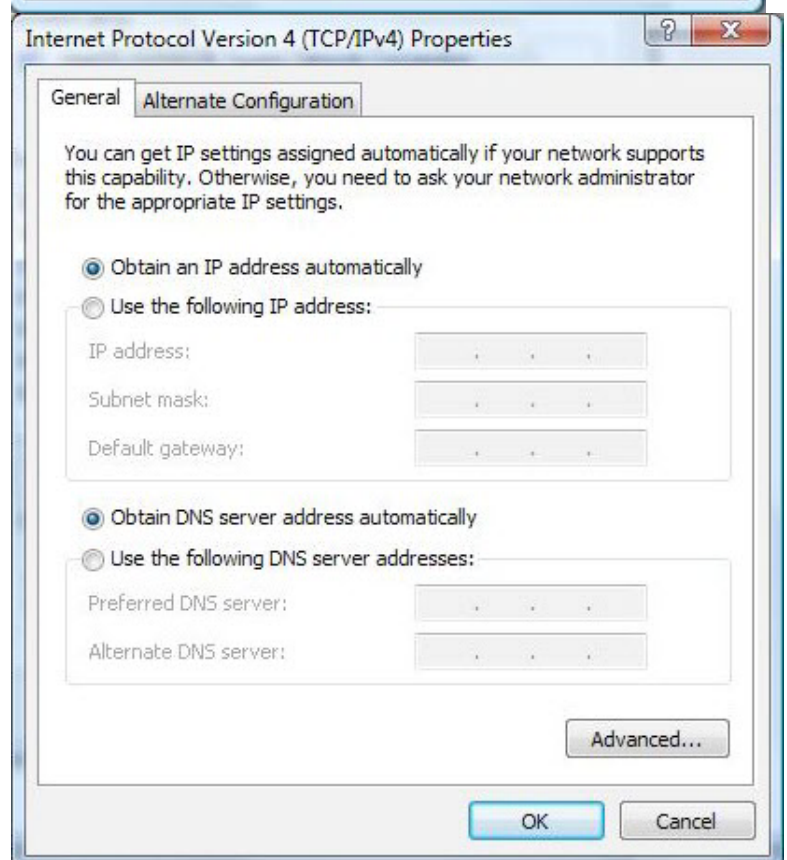 Internet Protocol Version 4 (TCP/IPv4) Properties
General
Alternate Configuration
You can get IP settings assigned automatically if your network supports
this capability. Otherwise, you need to ask your network administrator
for the appropriate IP settings.
Obtain an IP address automatically
Use the following IP address:
IP address:
Subnet mask:
Default gateway:
Obtain DNS server address automatically
Use the following DNS server addresses:
Preferred DNS server:
Alternate DNS server:
Advanced...
OK
Cancel